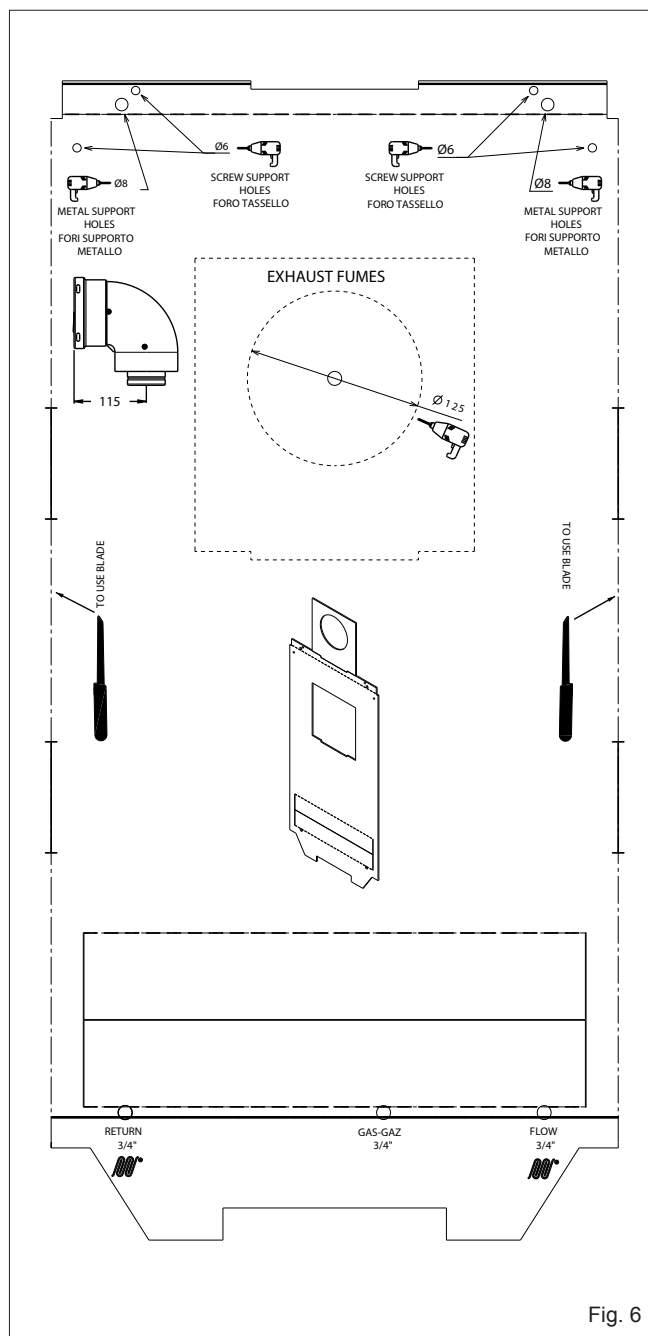 Ø6
Ø6
Ø8
SCREW SUPPORT
HOLES
FORO TASSELLO
SCREW SUPPORT
HOLES
FORO TASSELLO
Ø8
METAL SUPPORT
HOLES
FORI SUPPORTO
METALLO
METAL SUPPORT
HOLES
FORI SUPPORTO
METALLO
EXHAUST FUMES
115
Ø 125
TO USE BLADE
TO USE BLADE
RETURN
3/4"
GAS-GAZ
3/4"
FLOW
3/4"
Fig. 6